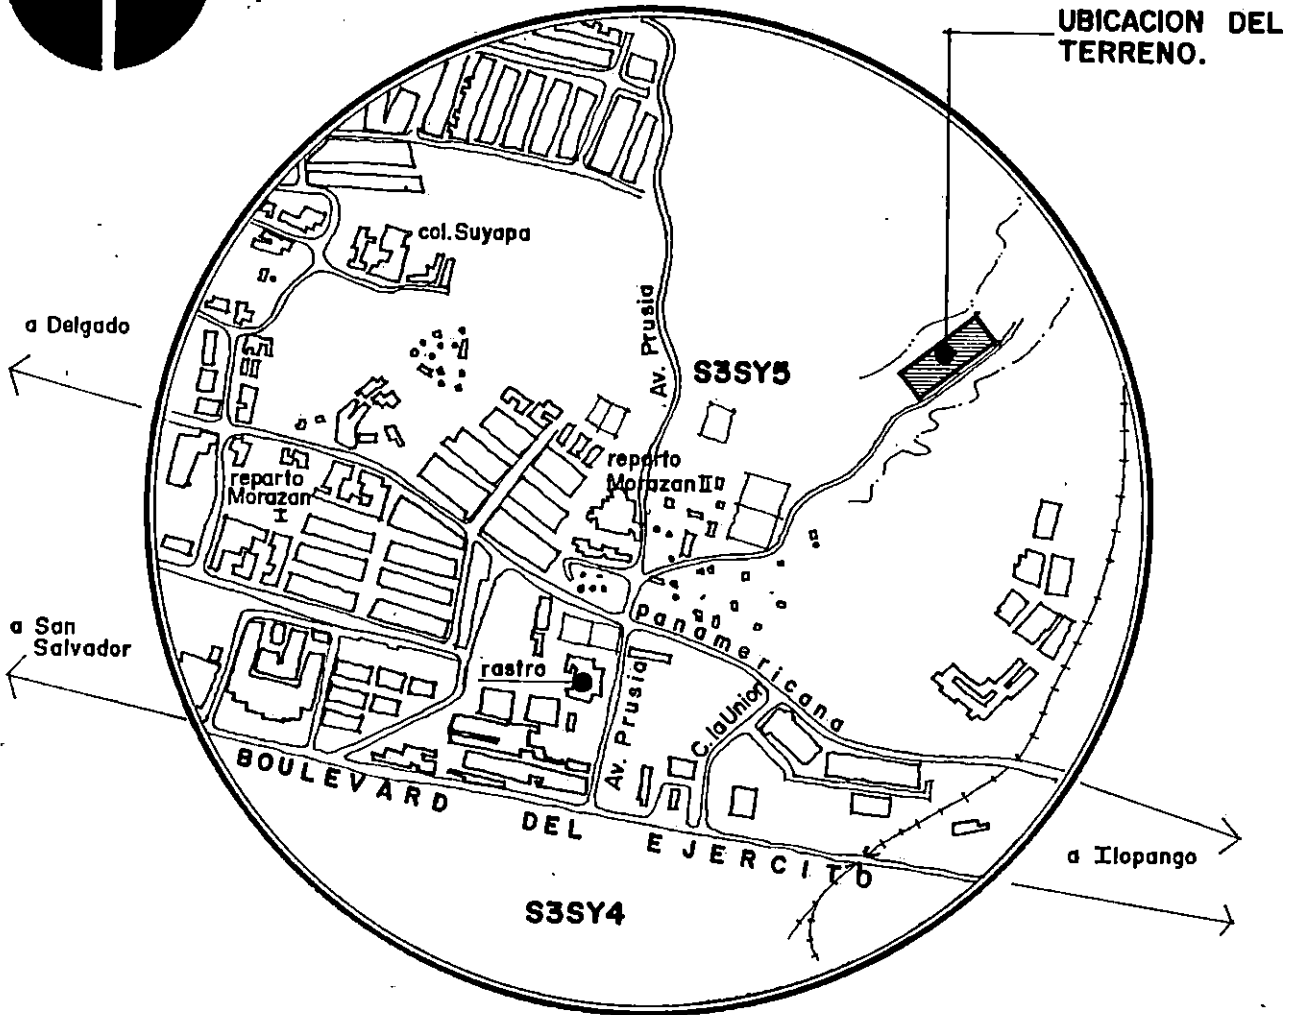 UBICACION DEL
TERRENO.
col. Suyapa
a Delgado
Av. Prusia
S3SY5
reparto
Morazan II
reparto
Morazan
I
Panamericana
a San
Salvador
rastro
Av. Prusia
C. la Union
BOULEVARD DEL EJERCITO
a Ilopango
S3SY4